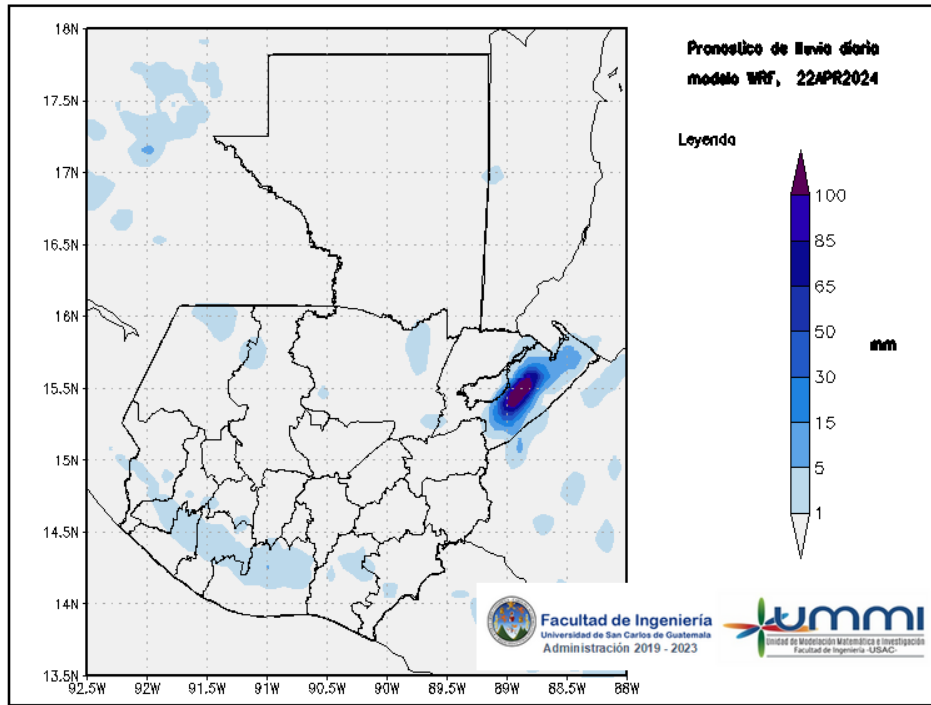 18N
17.5N
17N
16.5N
16N
15.5N
15N
14.5N
14N
13.5N
92.5W 92W 91.5W 91W 90.5W 90W 89.5W 89W 88.5W 88W
Pronostico de lluvia diaria
modelo WRF, 22APR2024
Leyenda
100
85
65
50
30
15
5
1
mm
Facultad de Ingeniería
Universidad de San Carlos de Guatemala
Administración 2019 - 2023
UMMI
Unidad de Modelación Matemática e Investigación
Facultad de Ingeniería -USAC-